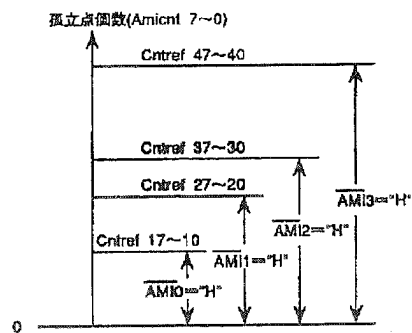 孤立点個数(Amicnt 7〜0)
Cntref 47〜40
Cntref 37〜30
Cntref 27〜20
Cntref 17〜10
AMI3="H"
AMI2="H"
AMI1="H"
AMI0="H"
0